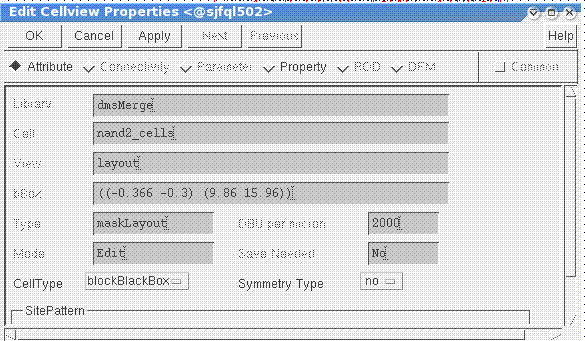 Edit Cellview Properties <@sjfql502>
OK Cancel Apply Next Previous Help
Attribute Connectivity Parameter Property ROD DFM Common
Library dmsMerge
Cell nand2_cells
View layout
bBox ((-0.366 -0.3) (9.86 15.96))
Type maskLayout DBU per micron 2000
Mode Edit Save Needed No
CellType blockBlackBox Symmetry Type no
SitePattern